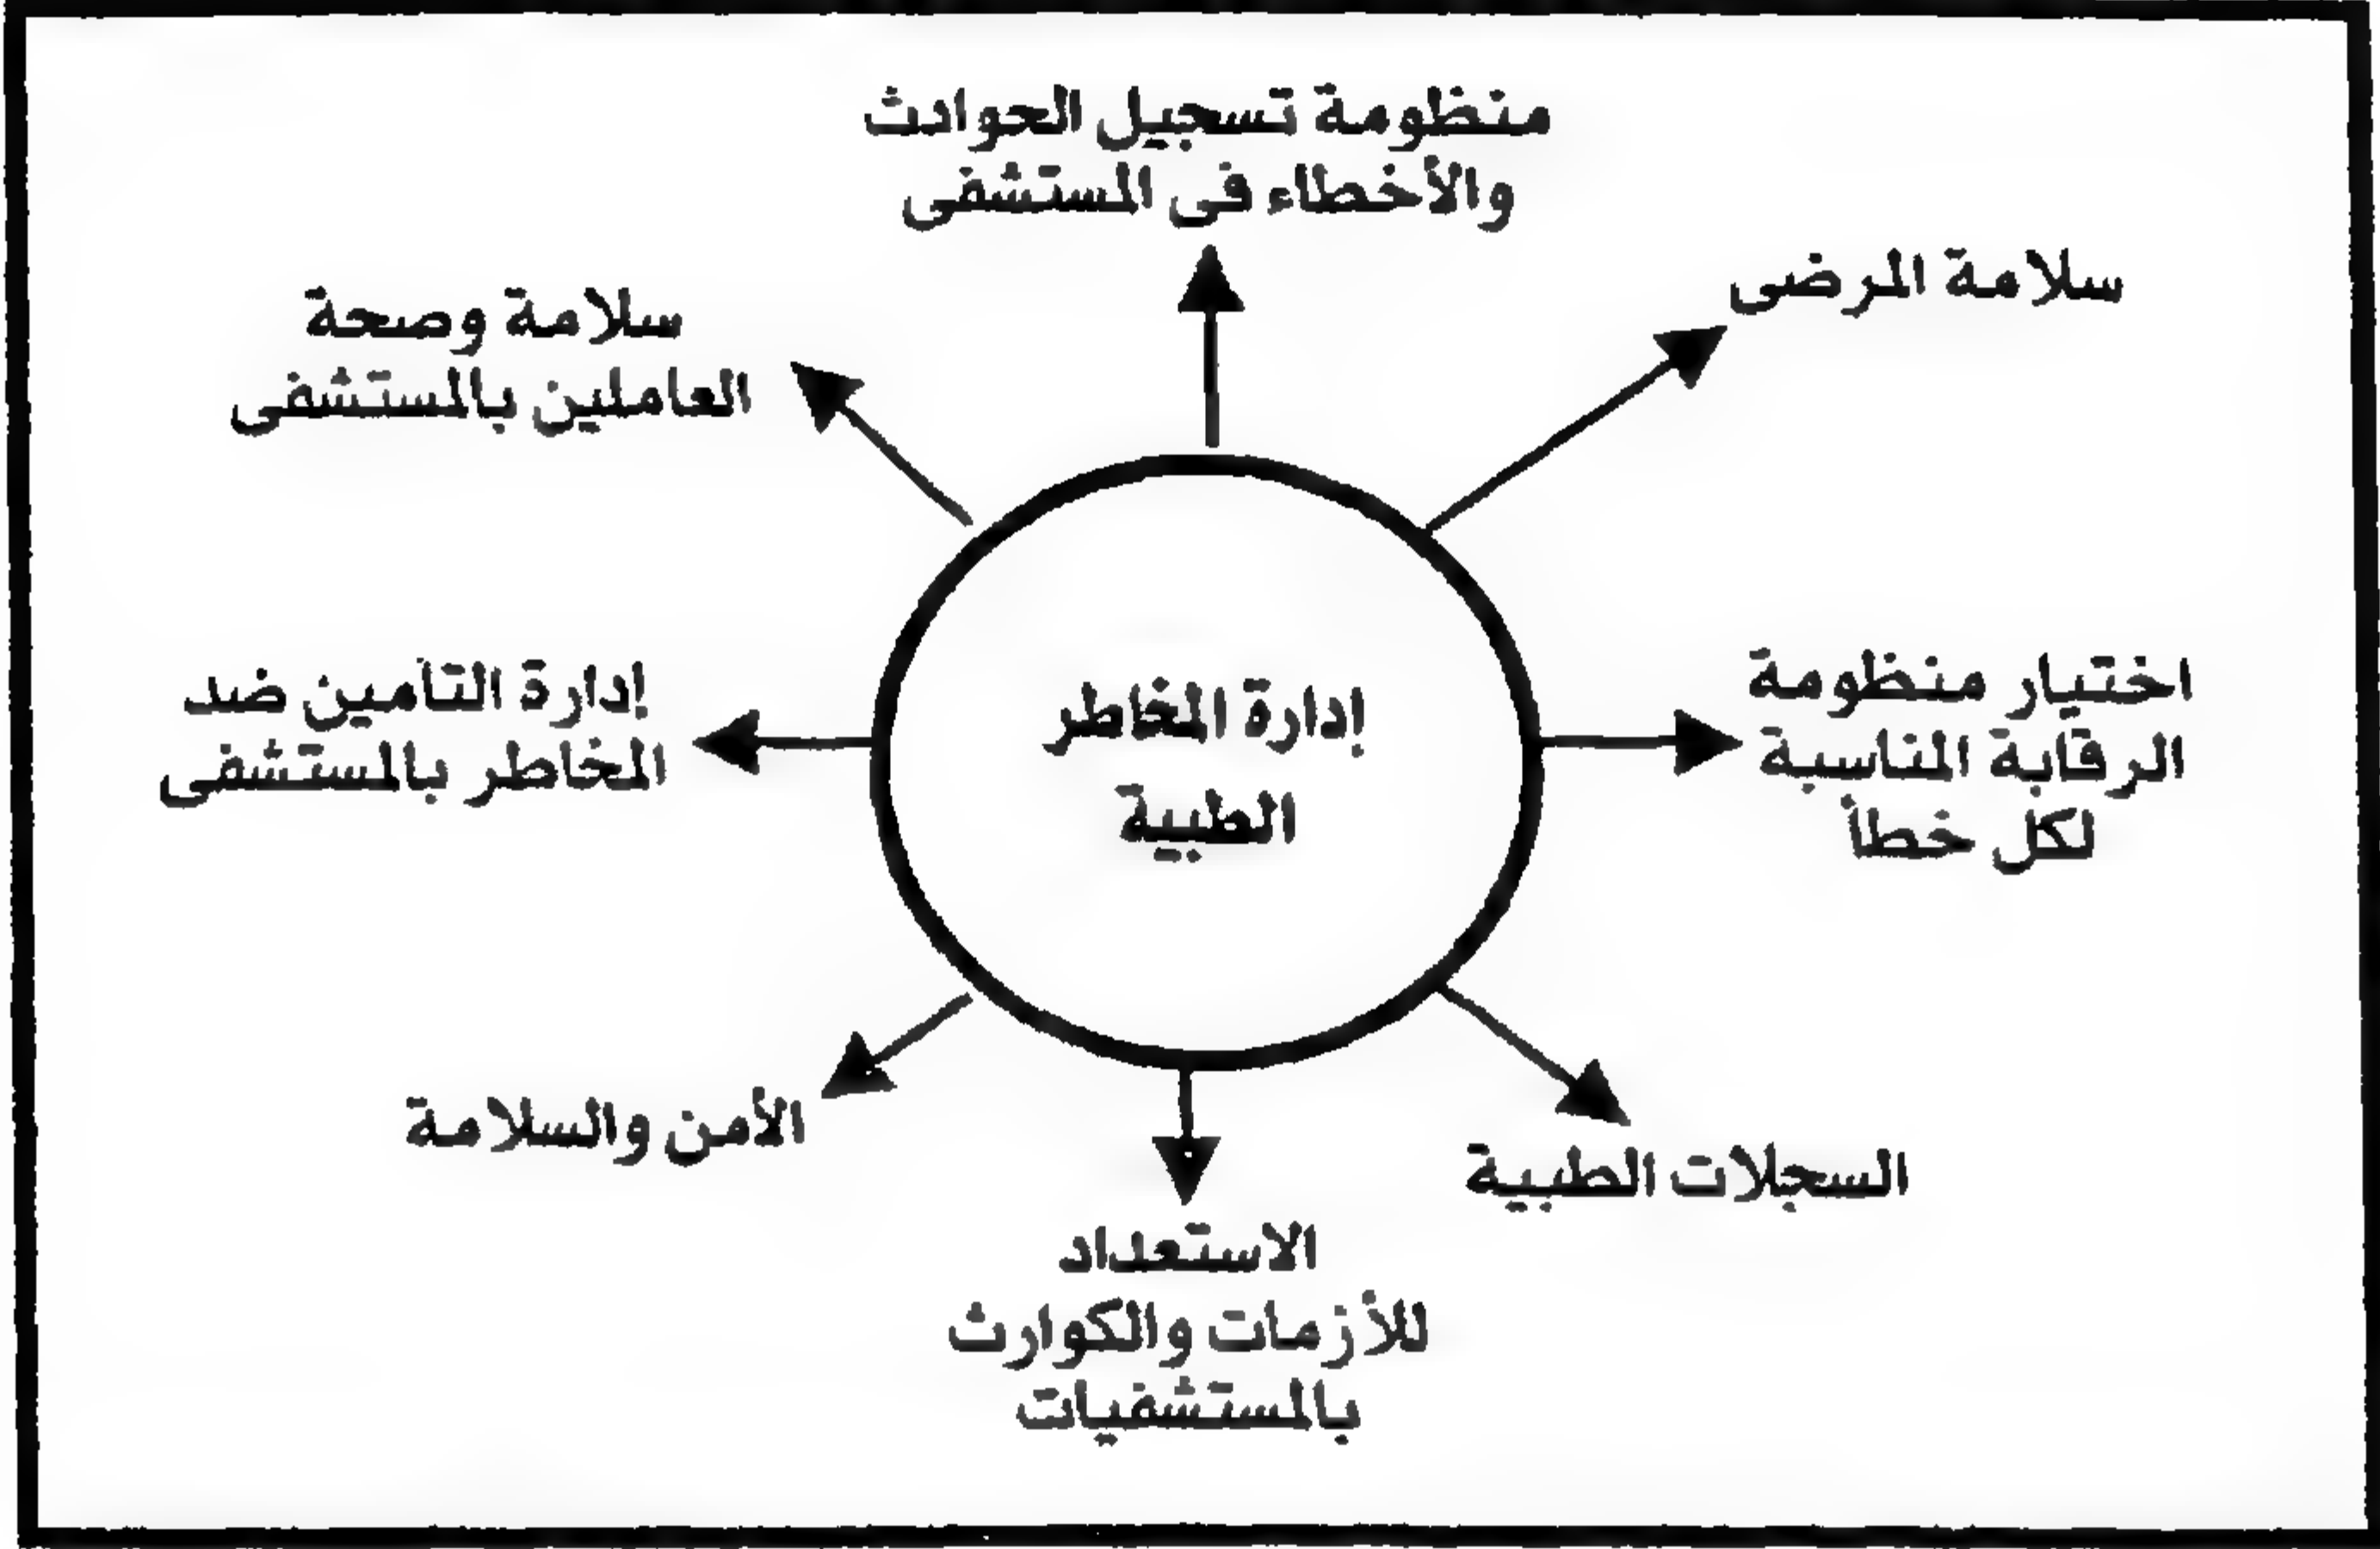 منظومة تسجيل الحوادث
والأخطاء فى المستشفى
سلامة المرضى
سلامة وصحة
العاملين بالمستشفى
اختيار منظومة
الرقابة المناسبة
لكل خطأ
إدارة المخاطر
الطبية
إدارة التأمين ضد
المخاطر بالمستشفى
السجلات الطبية
الأمن والسلامة
الاستعداد
للأزمات والكوارث
بالمستشفيات